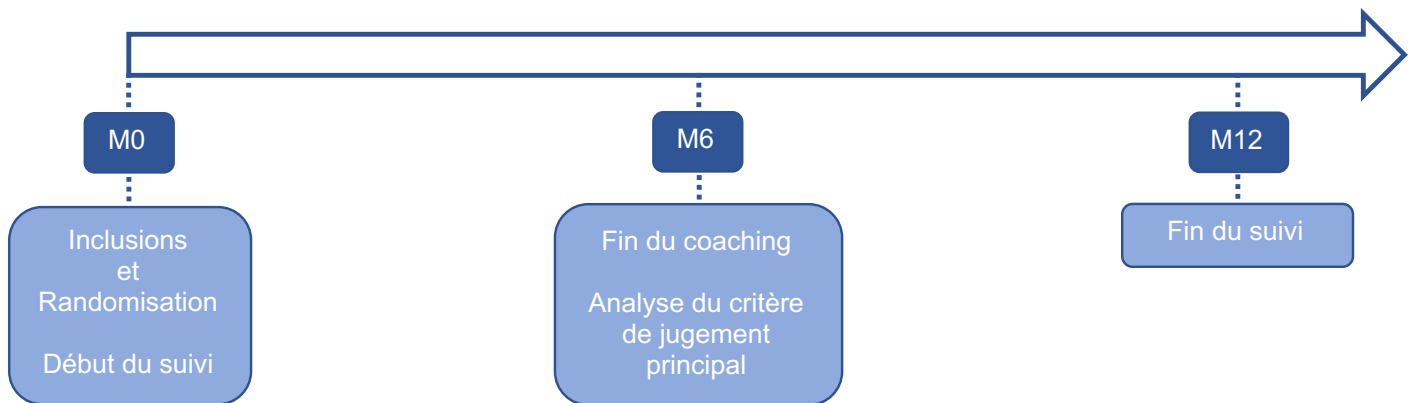 M0
M6
M12
Inclusions
et
Randomisation
Début du suivi
Fin du coaching
Analyse du critère
de jugement
principal
Fin du suivi